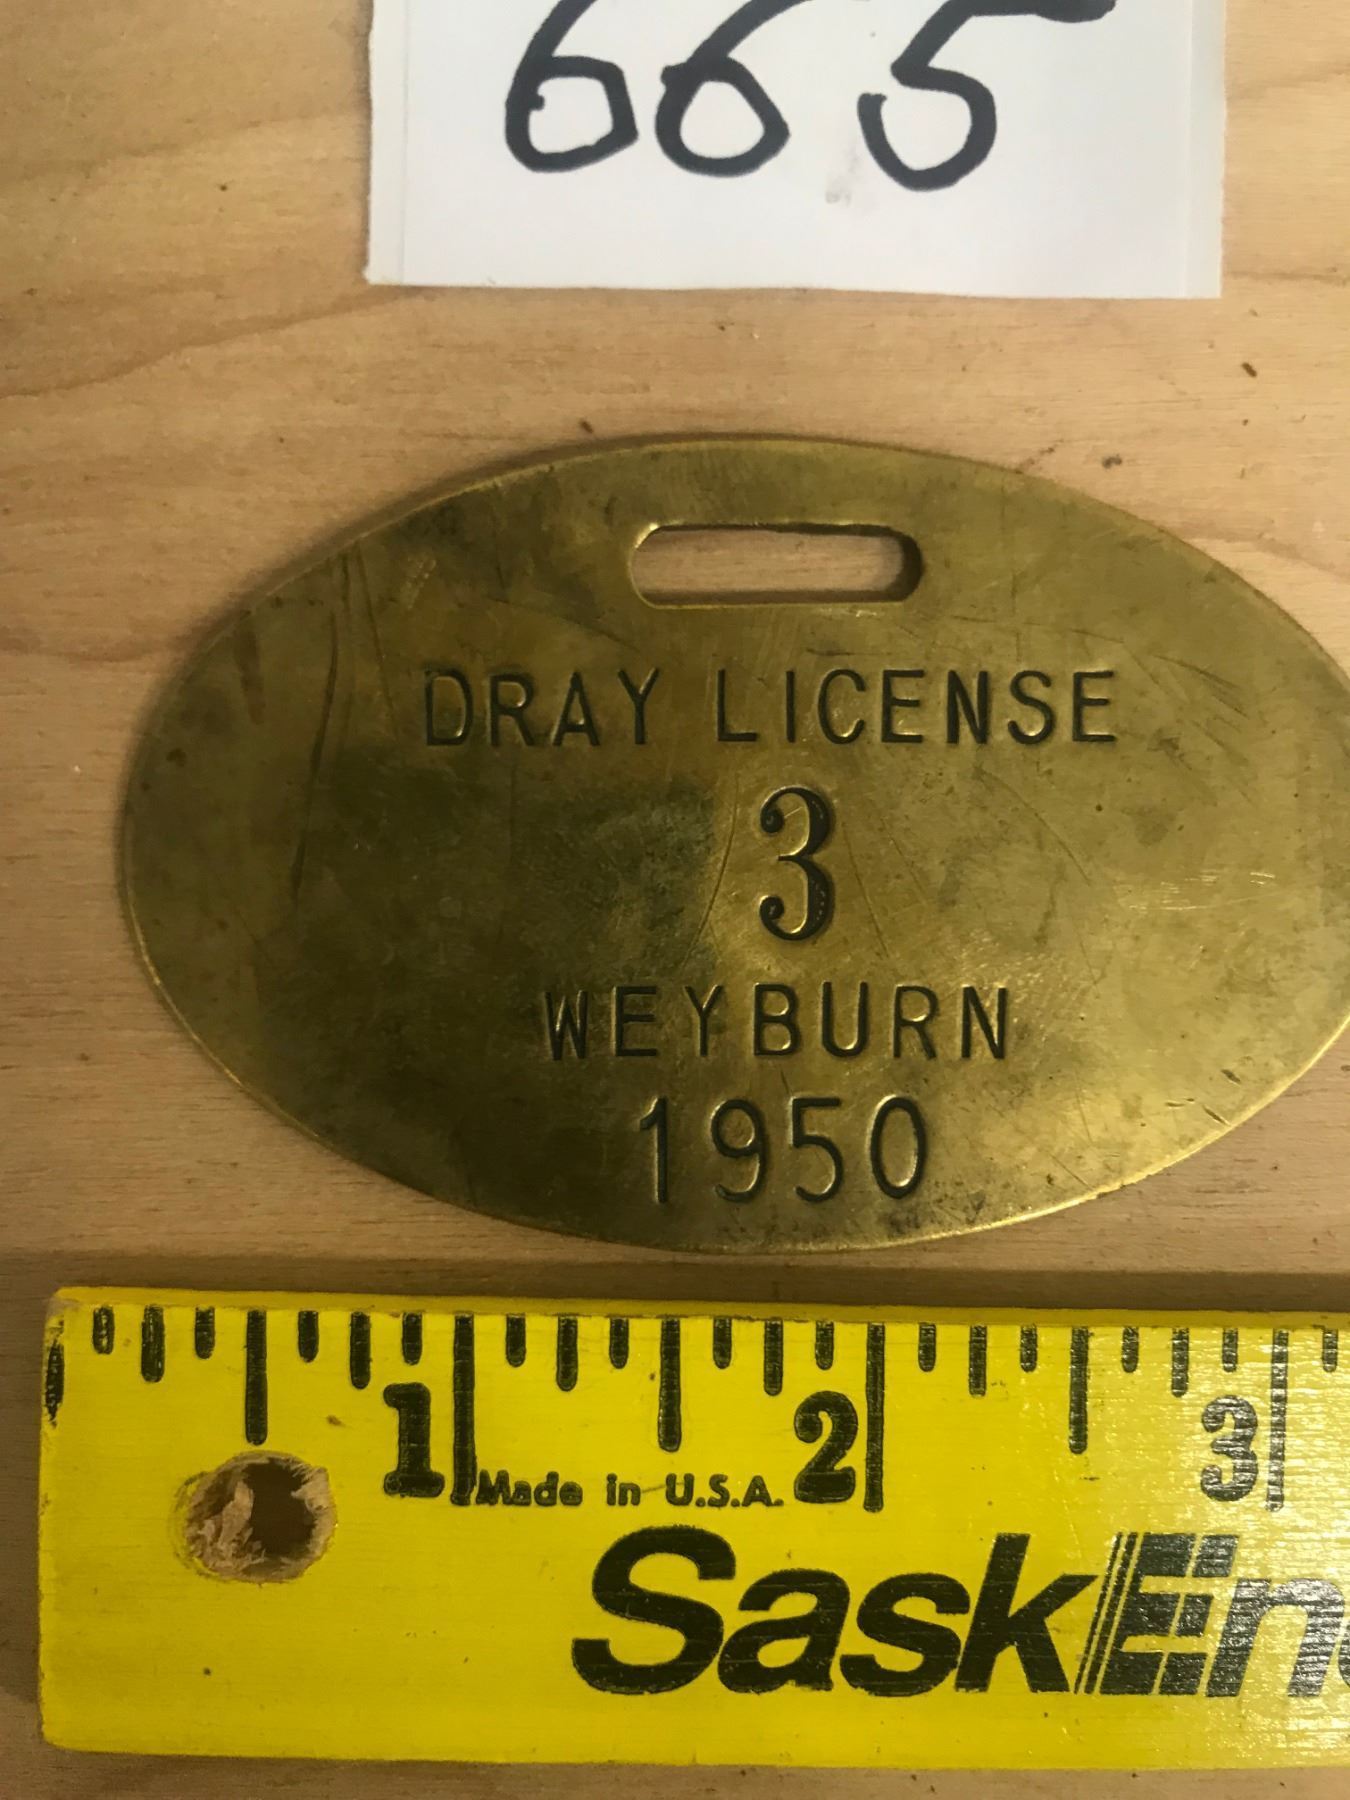 665
DRAY LICENSE
3
WEYBURN
1950
1 2 3
Made in U.S.A.
SaskEn